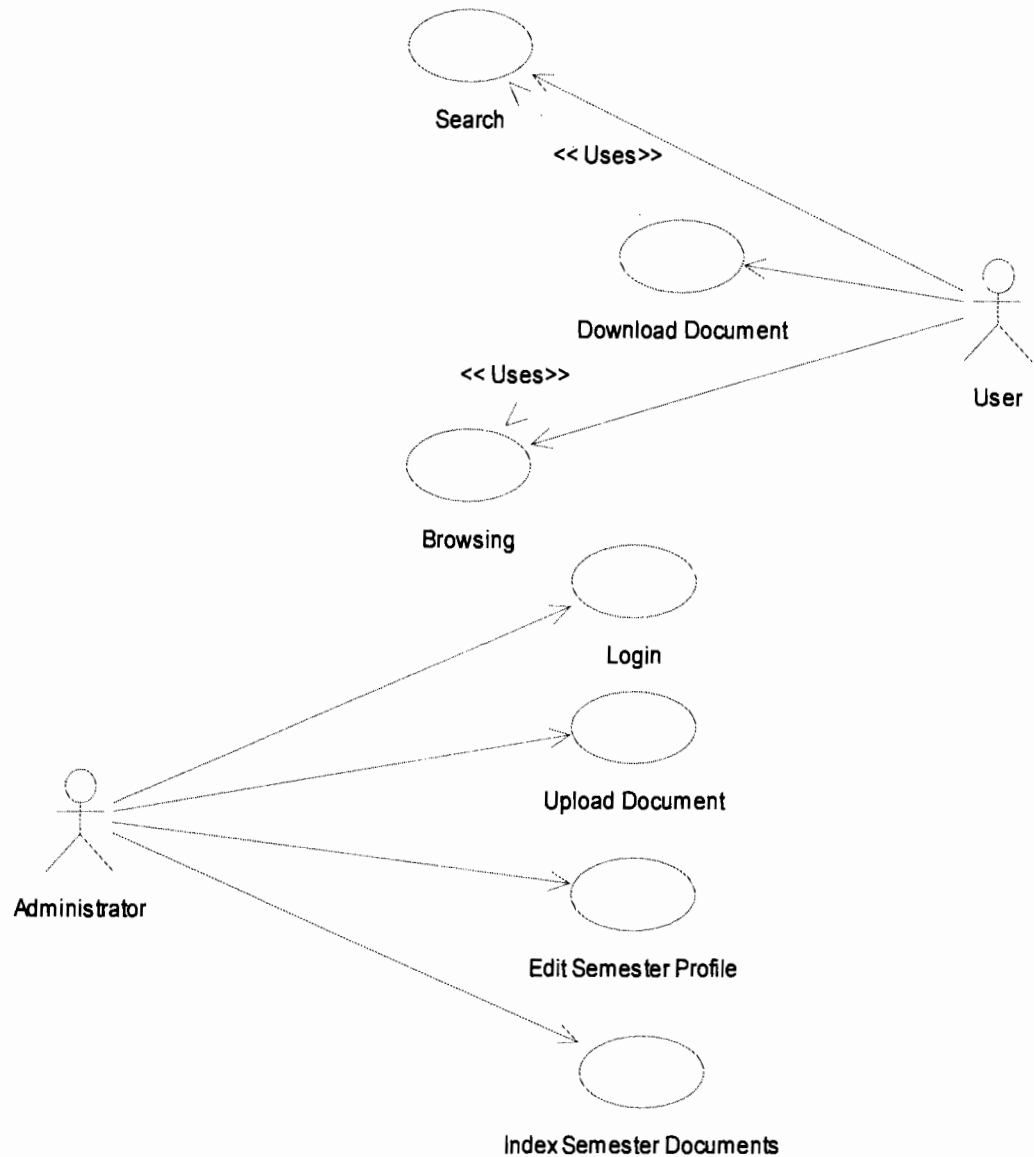 Search
<< Uses>>
Download Document
User
<< Uses>>
Browsing
Login
Upload Document
Administrator
Edit Semester Profile
Index Semester Documents